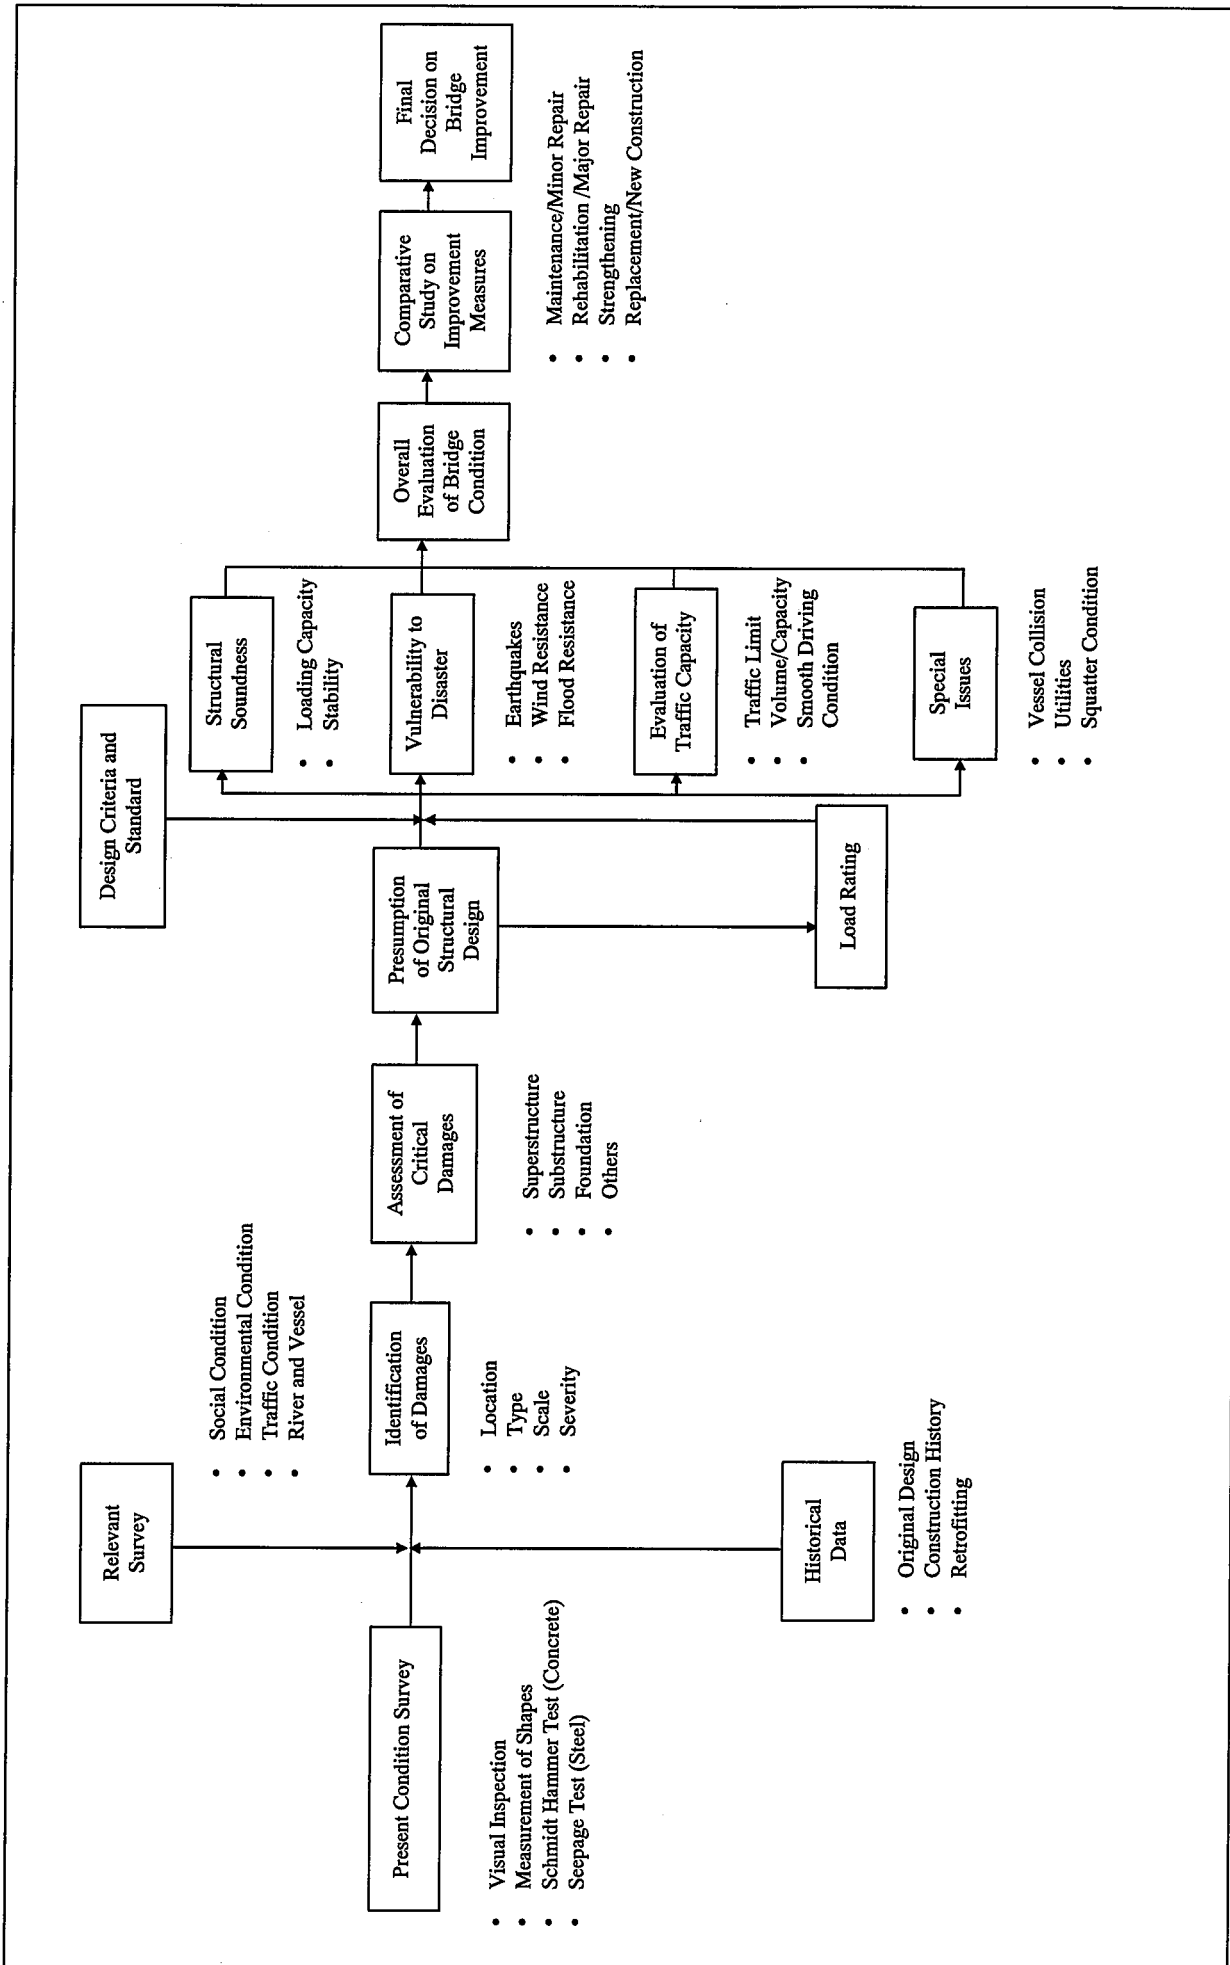 Relevant
Survey
• Social Condition
• Environmental Condition
• Traffic Condition
• River and Vessel
Design Criteria and
Standard
Present Condition Survey
• Visual Inspection
• Measurement of Shapes
• Schmidt Hammer Test (Concrete)
• Seepage Test (Steel)
Identification
of Damages
• Location
• Type
• Scale
• Severity
Historical
Data
• Original Design
• Construction History
• Retrofitting
Assessment of
Critical
Damages
• Superstructure
• Substructure
• Foundation
• Others
Presumption
of Original
Structural
Design
Load Rating
Structural
Soundness
• Loading Capacity
• Stability
Vulnerability to
Disaster
• Earthquakes
• Wind Resistance
• Flood Resistance
Evaluation of
Traffic Capacity
• Traffic Limit
• Volume/Capacity
• Smooth Driving
Condition
Special
Issues
• Vessel Collision
• Utilities
• Squatter Condition
Overall
Evaluation
of Bridge
Condition
Comparative
Study on
Improvement
Measures
• Maintenance/Minor Repair
• Rehabilitation /Major Repair
• Strengthening
• Replacement/New Construction
Final
Decision on
Bridge
Improvement